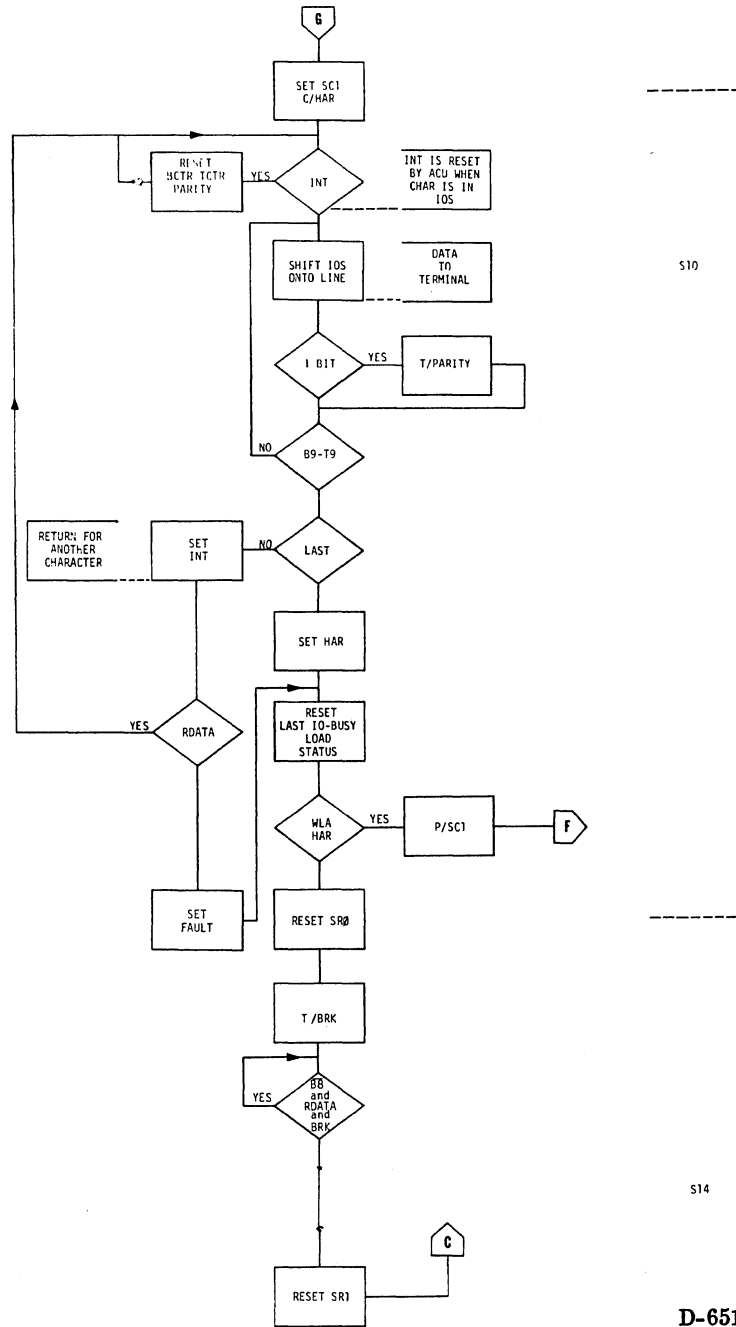 G
SET SC1
C/HAR
RESET
BCTR TCTR
PARITY
YES
INT
INT IS RESET
BY ACU WHEN
CHAR IS IN
IOS
SHIFT IOS
ONTO LINE
DATA
TO
TERMINAL
S10
1 BIT
YES
T/PARITY
NO
B9-T9
RETURN FOR
ANOTHER
CHARACTER
SET
INT
NO
LAST
SET HAR
YES
RDATA
RESET
LAST IO-BUSY
LOAD
STATUS
WLA
HAR
YES
P/SC1
F
SET
FAULT
RESET SRØ
T/BRK
YES
B̅8̅
and
RDATA
and
BRK
S14
C
RESET SR1
D-651